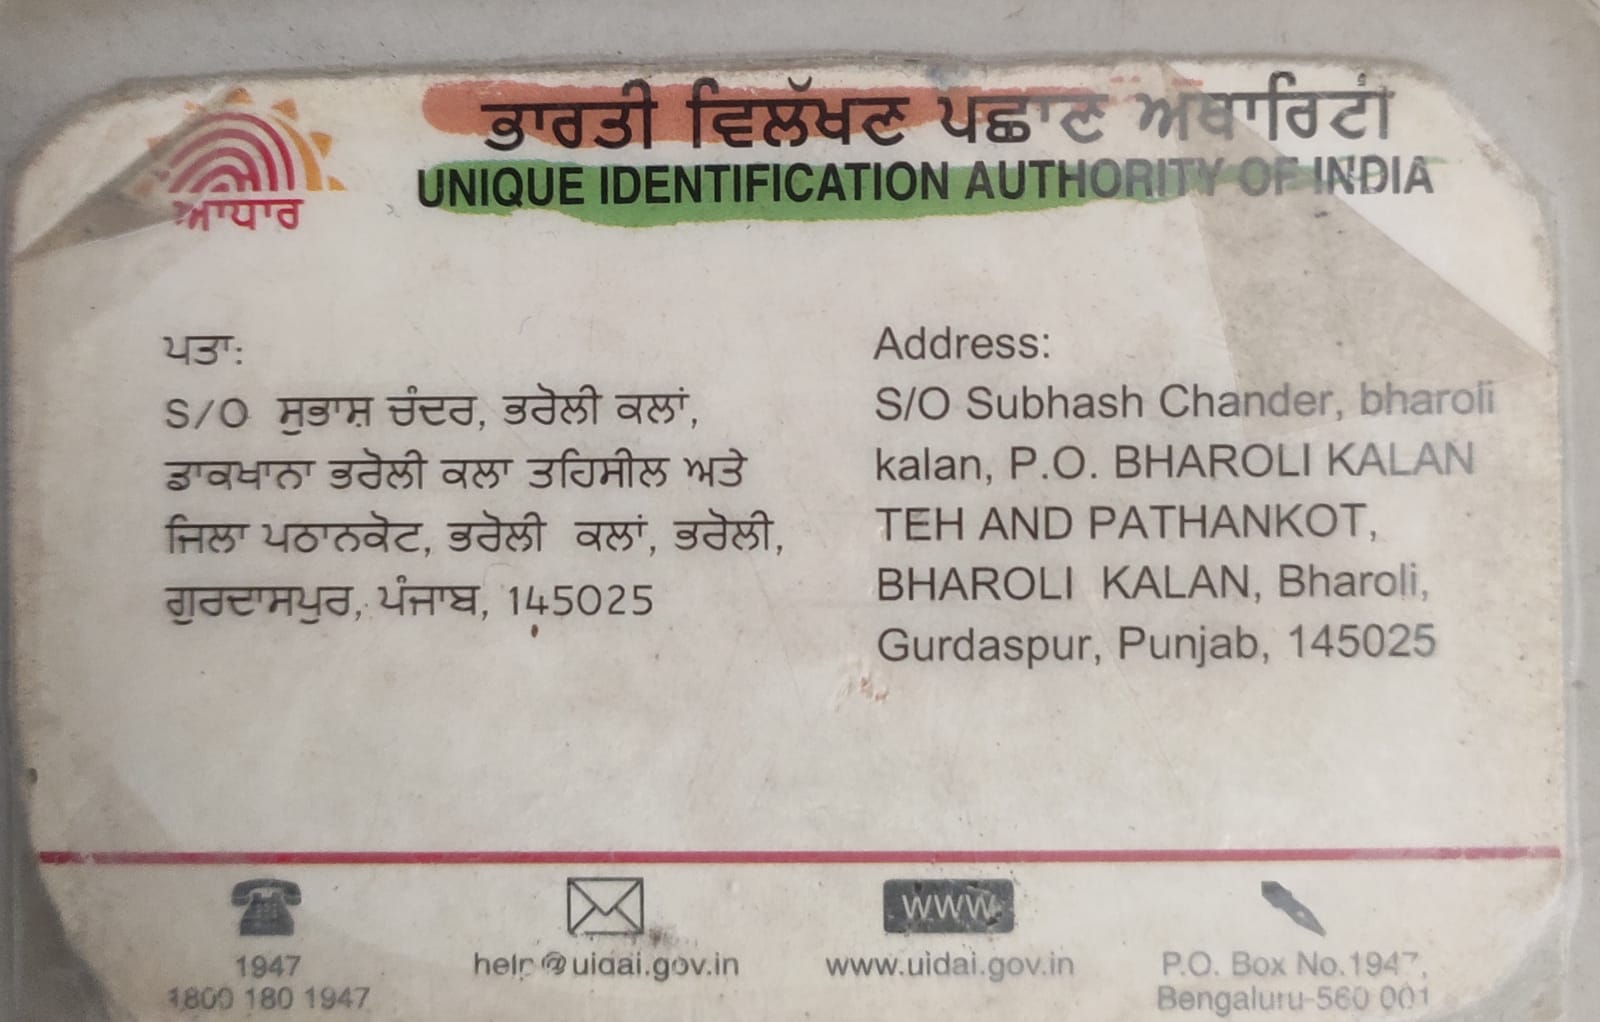 ਭਾਰਤੀ ਵਿਲੱਖਣ ਪਛਾਣ ਅਥਾਰਿਟੀ
UNIQUE IDENTIFICATION AUTHORITY OF INDIA
ਆਧਾਰ
ਪਤਾ:
S/O ਸੁਭਾਸ਼ ਚੰਦਰ, ਭਰੋਲੀ ਕਲਾਂ,
ਡਾਕਖਾਨਾ ਭਰੋਲੀ ਕਲਾ ਤਹਿਸੀਲ ਅਤੇ
ਜਿਲਾ ਪਠਾਨਕੋਟ, ਭਰੋਲੀ ਕਲਾਂ, ਭਰੋਲੀ,
ਗੁਰਦਾਸਪੁਰ, ਪੰਜਾਬ, 145025
Address:
S/O Subhash Chander, bharoli
kalan, P.O. BHAROLI KALAN
TEH AND PATHANKOT,
BHAROLI KALAN, Bharoli,
Gurdaspur, Punjab, 145025
1947
1800 180 1947
help@uidai.gov.in
www
www.uidai.gov.in
P.O. Box No.1947,
Bengaluru-560 001